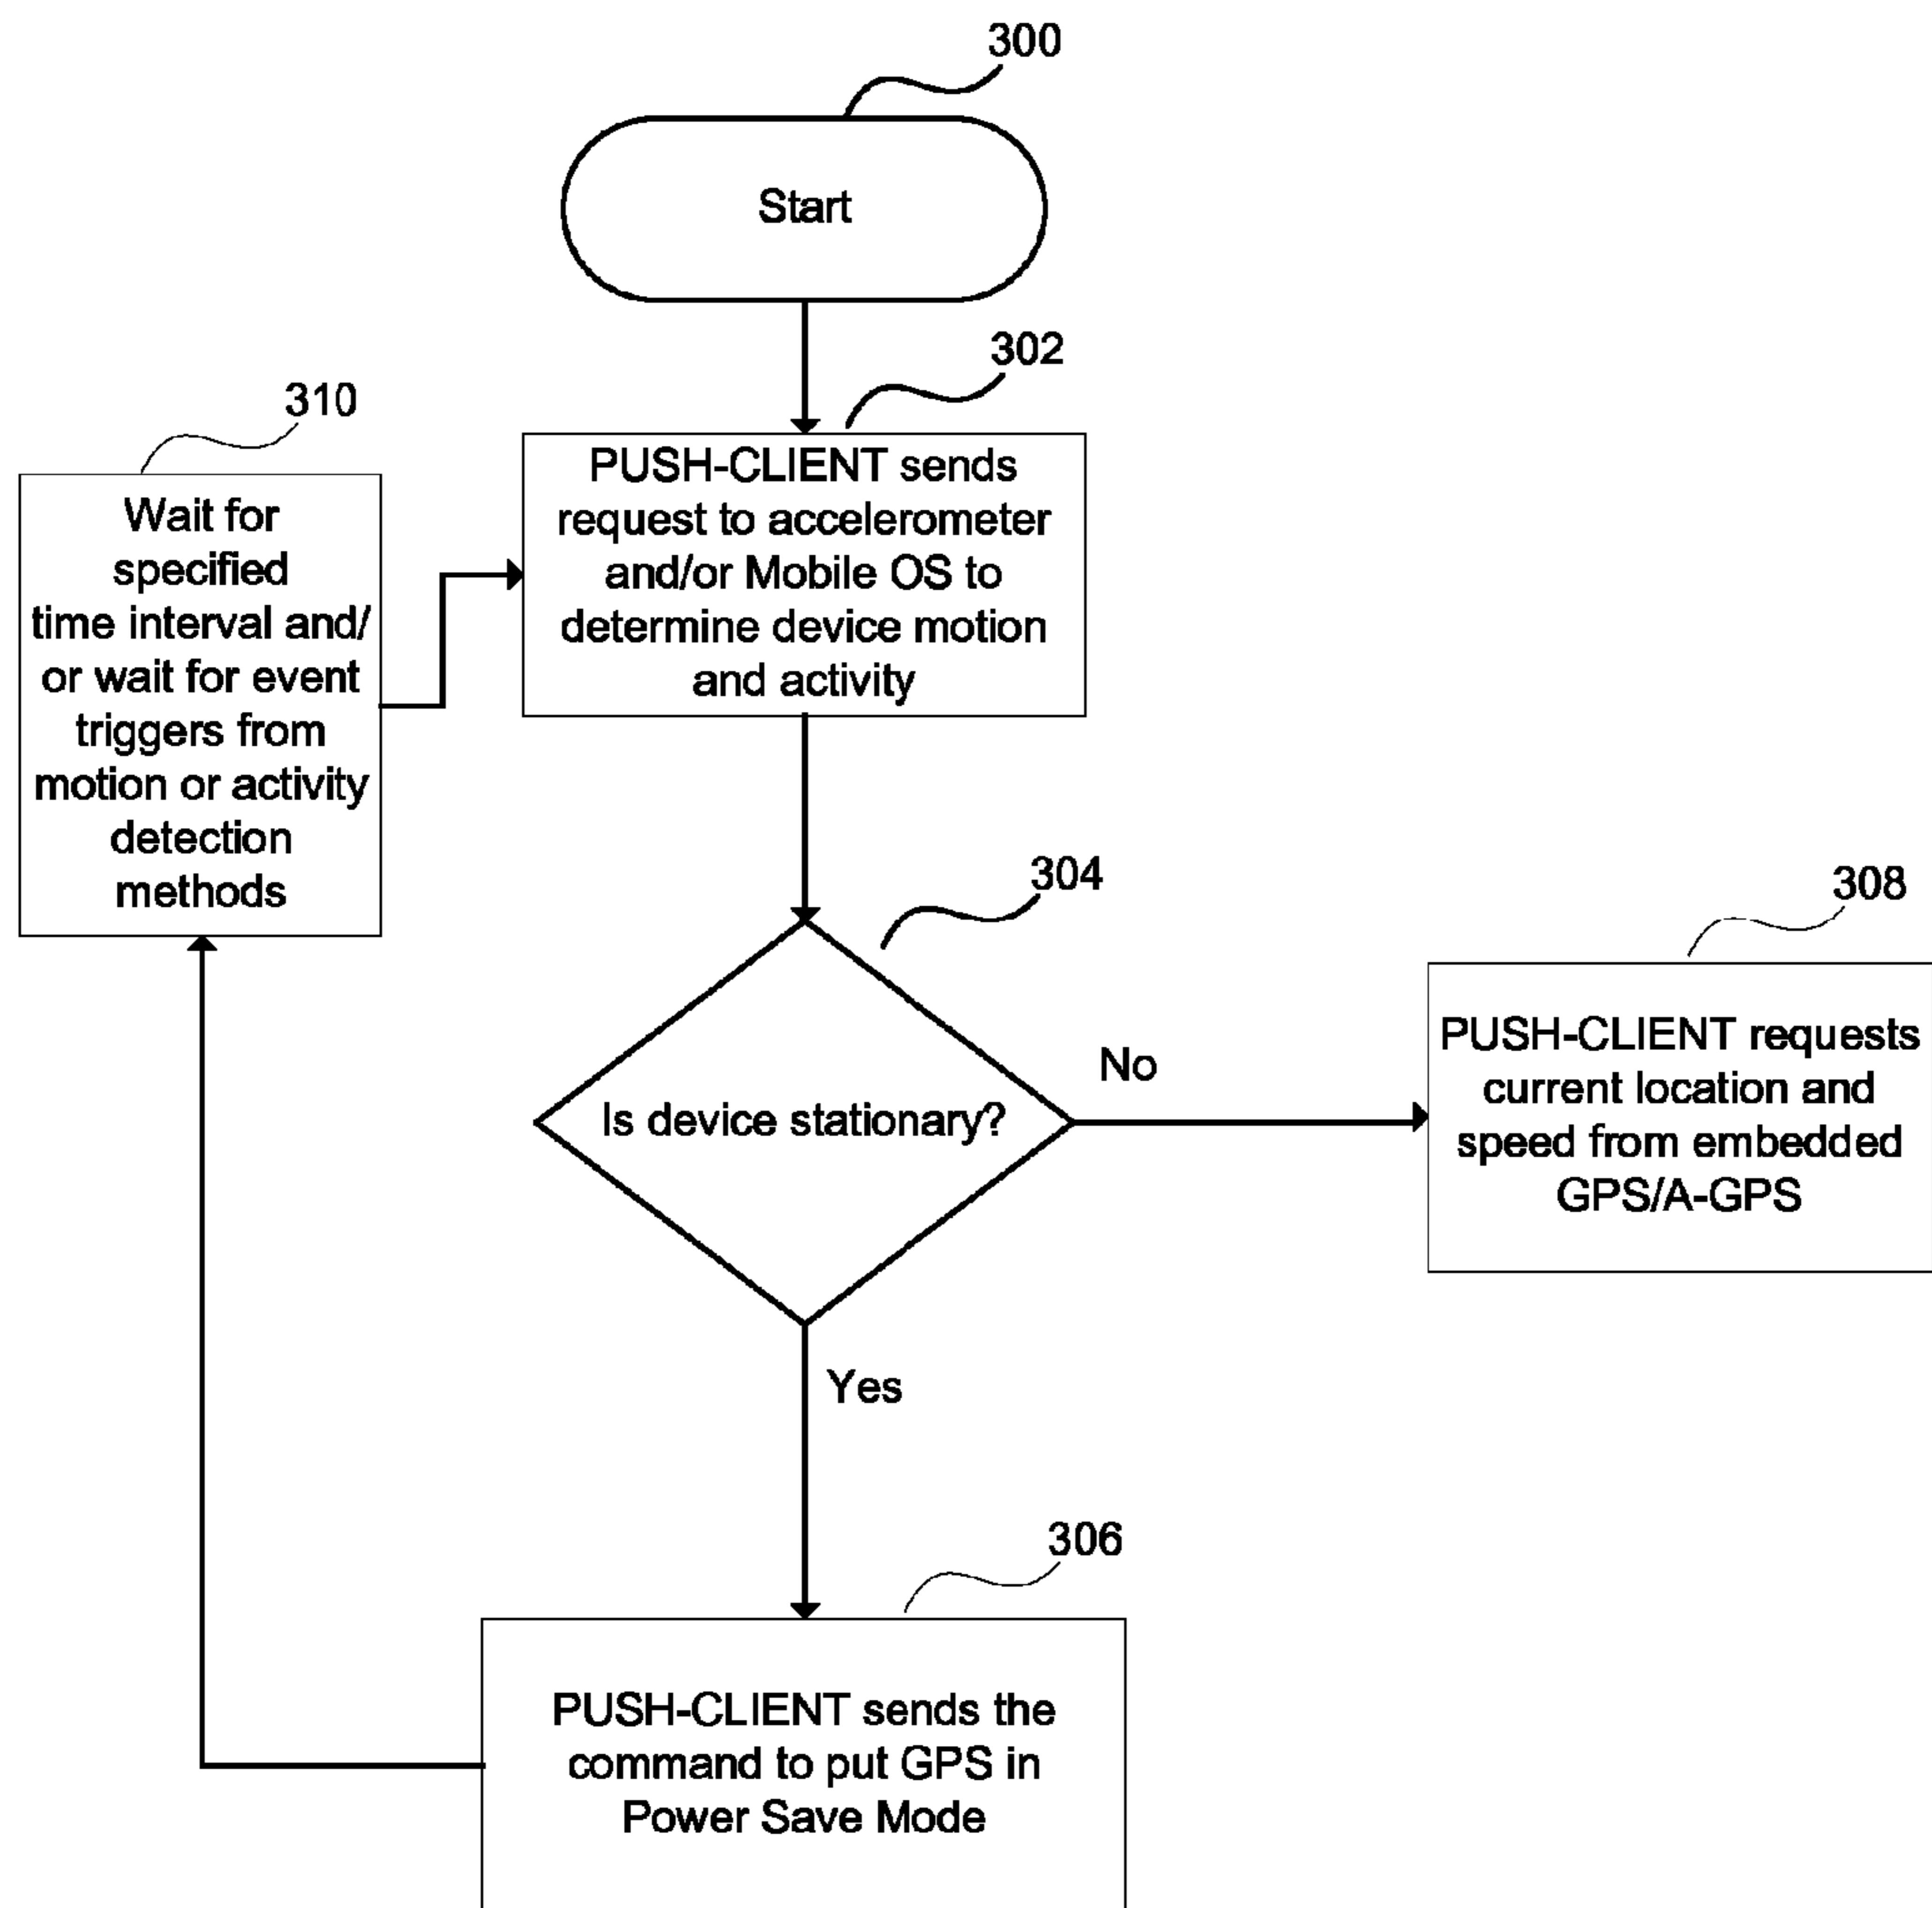 300
Start
302
PUSH-CLIENT sends
request to accelerometer
and/or Mobile OS to
determine device motion
and activity
310
Wait for
specified
time interval and/
or wait for event
triggers from
motion or activity
detection
methods
304
Is device stationary?
No
308
PUSH-CLIENT requests
current location and
speed from embedded
GPS/A-GPS
Yes
306
PUSH-CLIENT sends the
command to put GPS in
Power Save Mode